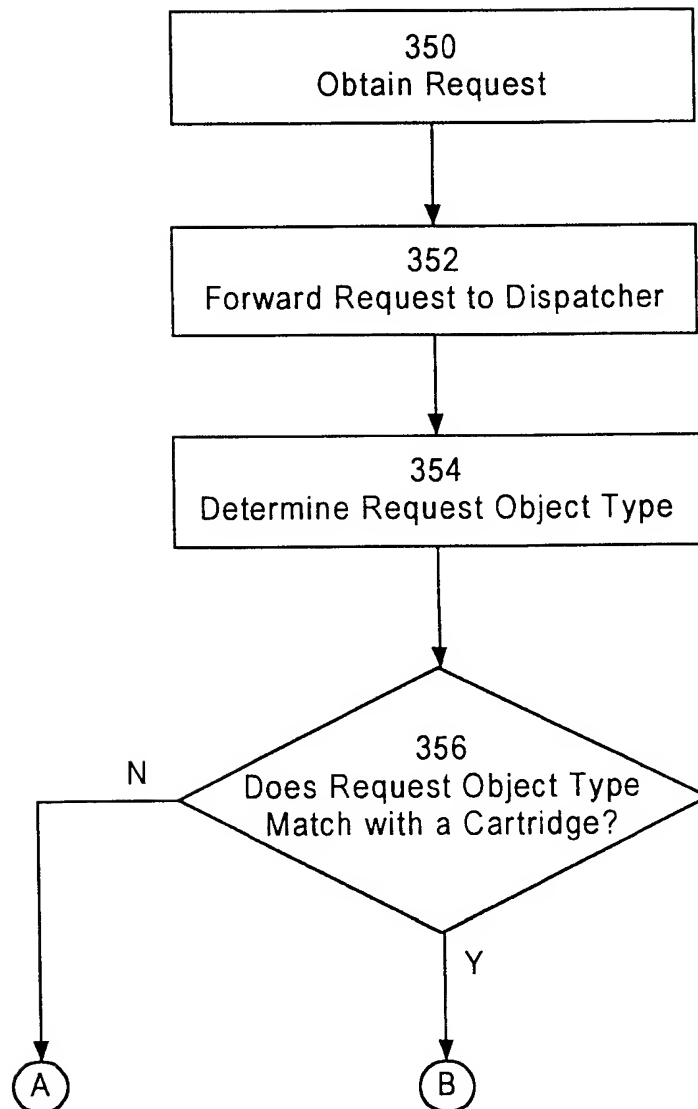 350
Obtain Request
352
Forward Request to Dispatcher
354
Determine Request Object Type
356
Does Request Object Type
Match with a Cartridge?
N
Y
A
B